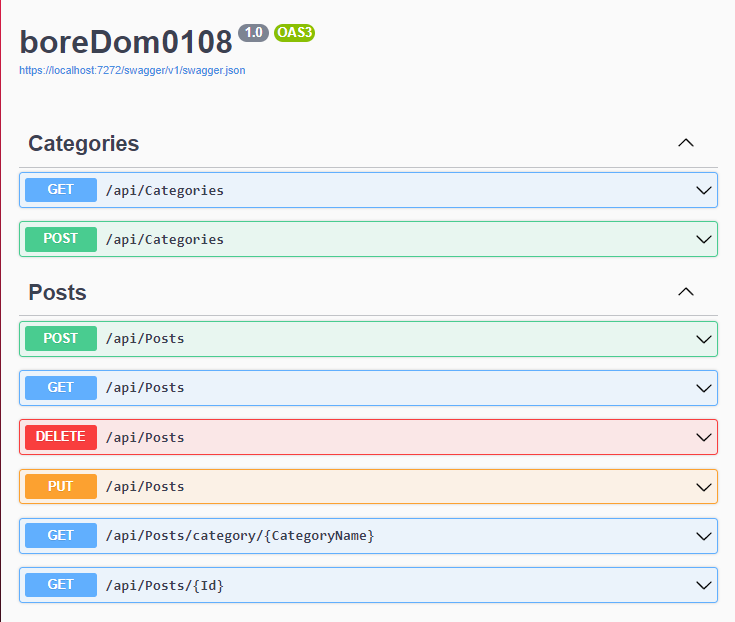 boreDom0108 1.0 OAS3
https://localhost:7272/swagger/v1/swagger.json
Categories
GET /api/Categories
POST /api/Categories
Posts
POST /api/Posts
GET /api/Posts
DELETE /api/Posts
PUT /api/Posts
GET /api/Posts/category/{CategoryName}
GET /api/Posts/{Id}